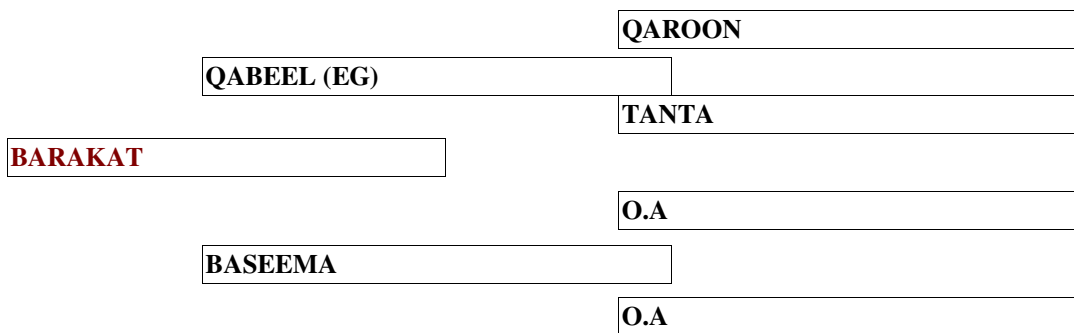 QAROON
QABEEL (EG)
TANTA
BARAKAT
O.A
BASEEMA
O.A